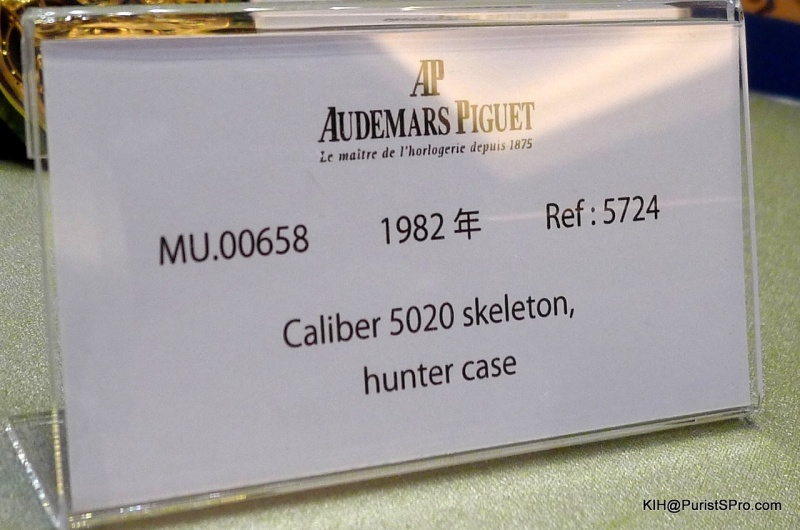 AP
AUDEMARS PIGUET
Le maître de l'horlogerie depuis 1875
MU.00658 1982 年 Ref : 5724
Caliber 5020 skeleton,
hunter case
KIH@PuristSPro.com